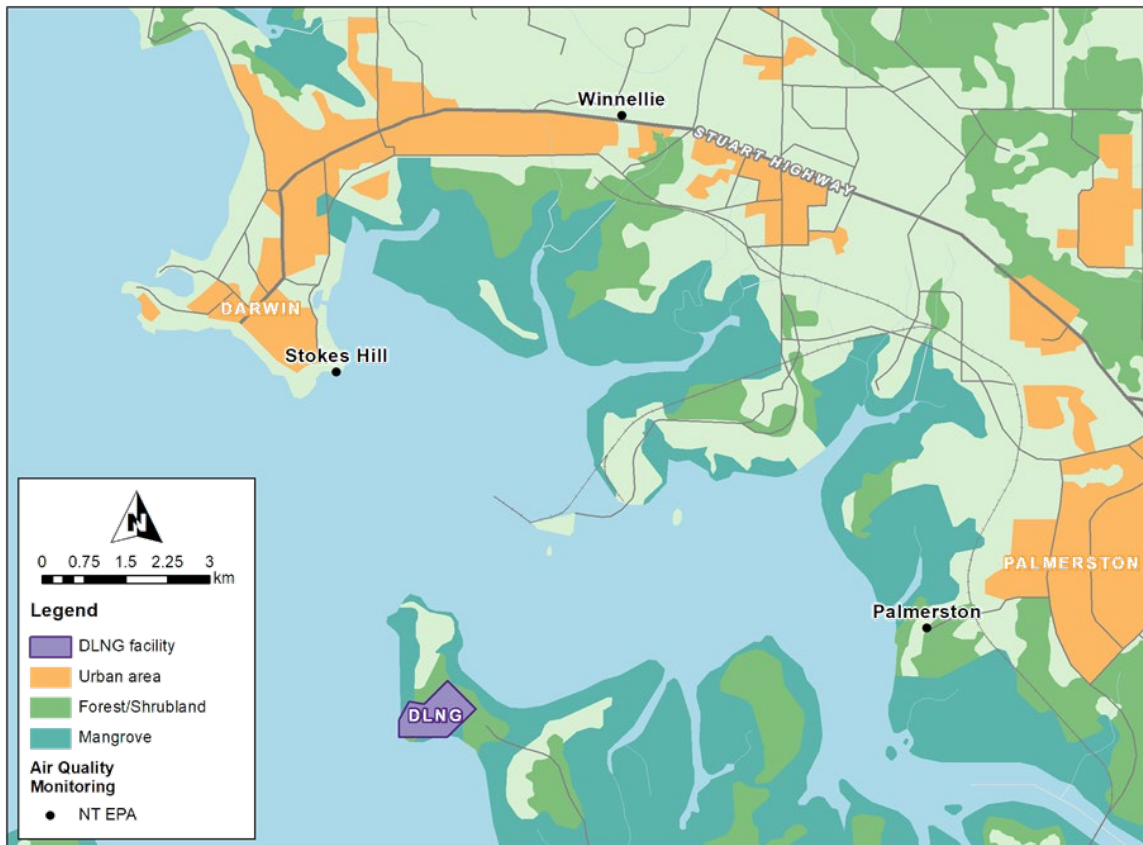 Winnellie
STUART HIGHWAY
DARWIN
Stokes Hill
PALMERSTON
Palmerston
DLNG
N
0 0.75 1.5 2.25 3
km
Legend
DLNG facility
Urban area
Forest/Shrubland
Mangrove
Air Quality
Monitoring
NT EPA